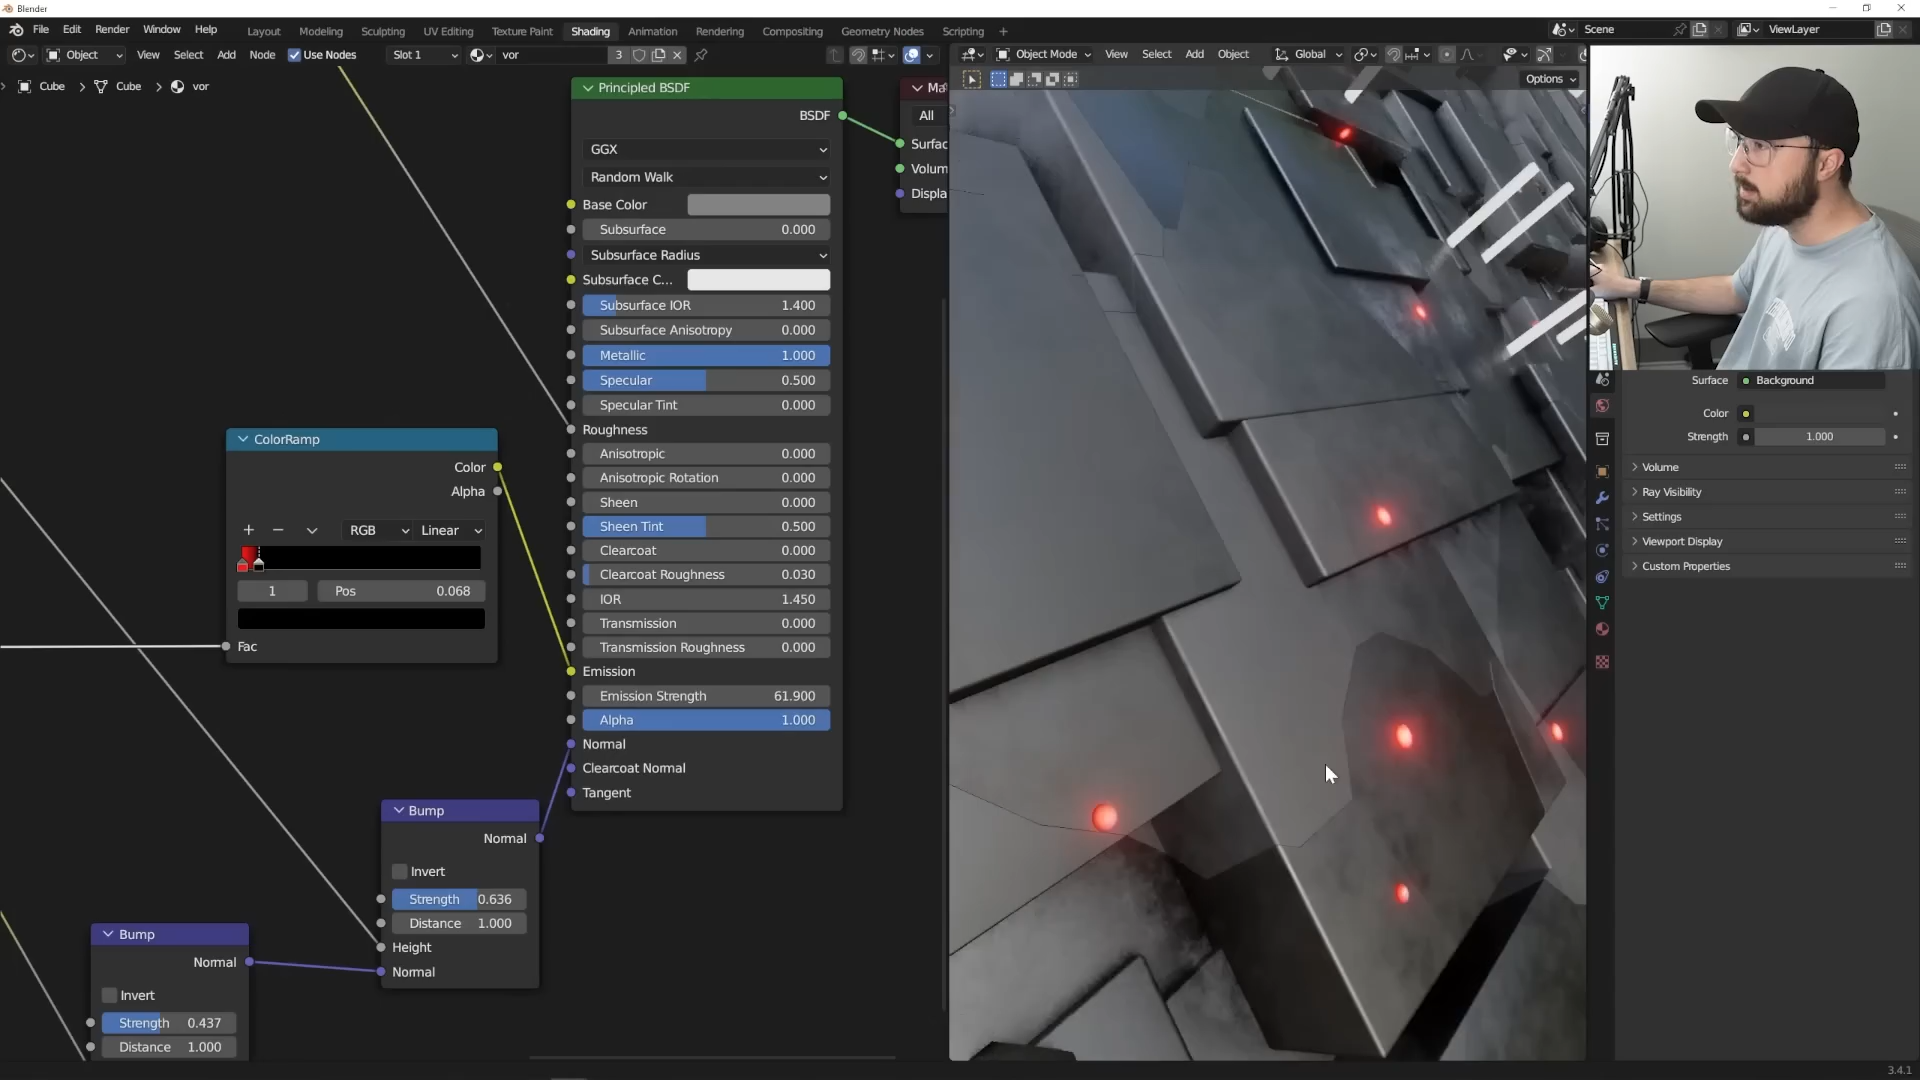 Blender
File Edit Render Window Help Layout Modeling Sculpting UV Editing Texture Paint Shading Animation Rendering Compositing Geometry Nodes Scripting + Scene ViewLayer
Object View Select Add Node Use Nodes Slot 1 vor 3 Object Mode View Select Add Object Global
Cube Cube vor Options
Principled BSDF
BSDF
GGX
Random Walk
Base Color
Subsurface 0.000
Subsurface Radius
Subsurface C...
Subsurface IOR 1.400
Subsurface Anisotropy 0.000
Metallic 1.000
Specular 0.500
Specular Tint 0.000
Roughness
Anisotropic 0.000
Anisotropic Rotation 0.000
Sheen 0.000
Sheen Tint 0.500
Clearcoat 0.000
Clearcoat Roughness 0.030
IOR 1.450
Transmission 0.000
Transmission Roughness 0.000
Emission
Emission Strength 61.900
Alpha 1.000
Normal
Clearcoat Normal
Tangent
Ma
All
Surfac
Volum
Displa
ColorRamp
Color
Alpha
+ − RGB Linear
1 Pos 0.068
Fac
Bump
Normal
Invert
Strength 0.636
Distance 1.000
Height
Normal
Bump
Normal
Invert
Strength 0.437
Distance 1.000
Surface Background
Color
Strength 1.000
Volume
Ray Visibility
Settings
Viewport Display
Custom Properties
3.4.1